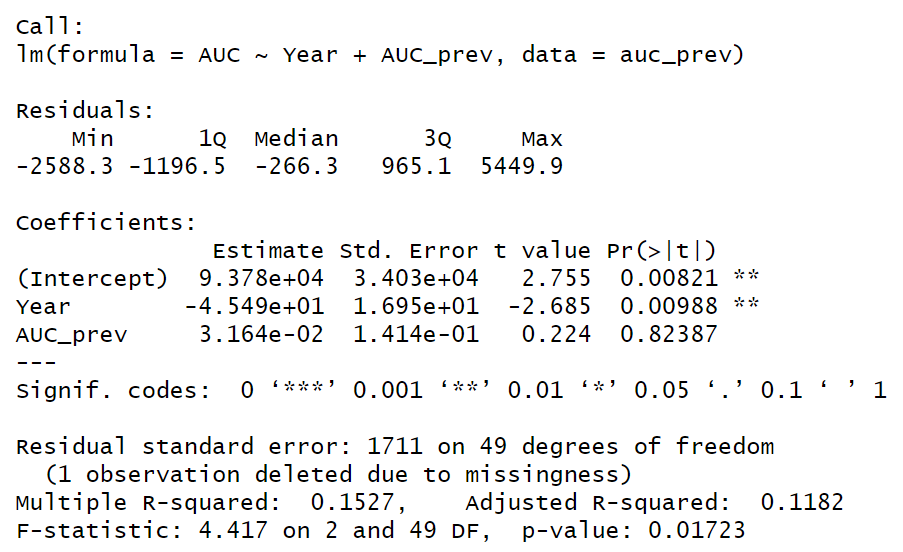 Call:
lm(formula = AUC ~ Year + AUC_prev, data = auc_prev)

Residuals:
    Min      1Q  Median      3Q     Max
-2588.3 -1196.5  -266.3   965.1  5449.9

Coefficients:
              Estimate Std. Error t value Pr(>|t|)
(Intercept)  9.378e+04  3.403e+04   2.755  0.00821 **
Year        -4.549e+01  1.695e+01  -2.685  0.00988 **
AUC_prev     3.164e-02  1.414e-01   0.224  0.82387
---
Signif. codes:  0 ‘***’ 0.001 ‘**’ 0.01 ‘*’ 0.05 ‘.’ 0.1 ‘ ’ 1

Residual standard error: 1711 on 49 degrees of freedom
  (1 observation deleted due to missingness)
Multiple R-squared:  0.1527,    Adjusted R-squared:  0.1182
F-statistic: 4.417 on 2 and 49 DF,  p-value: 0.01723